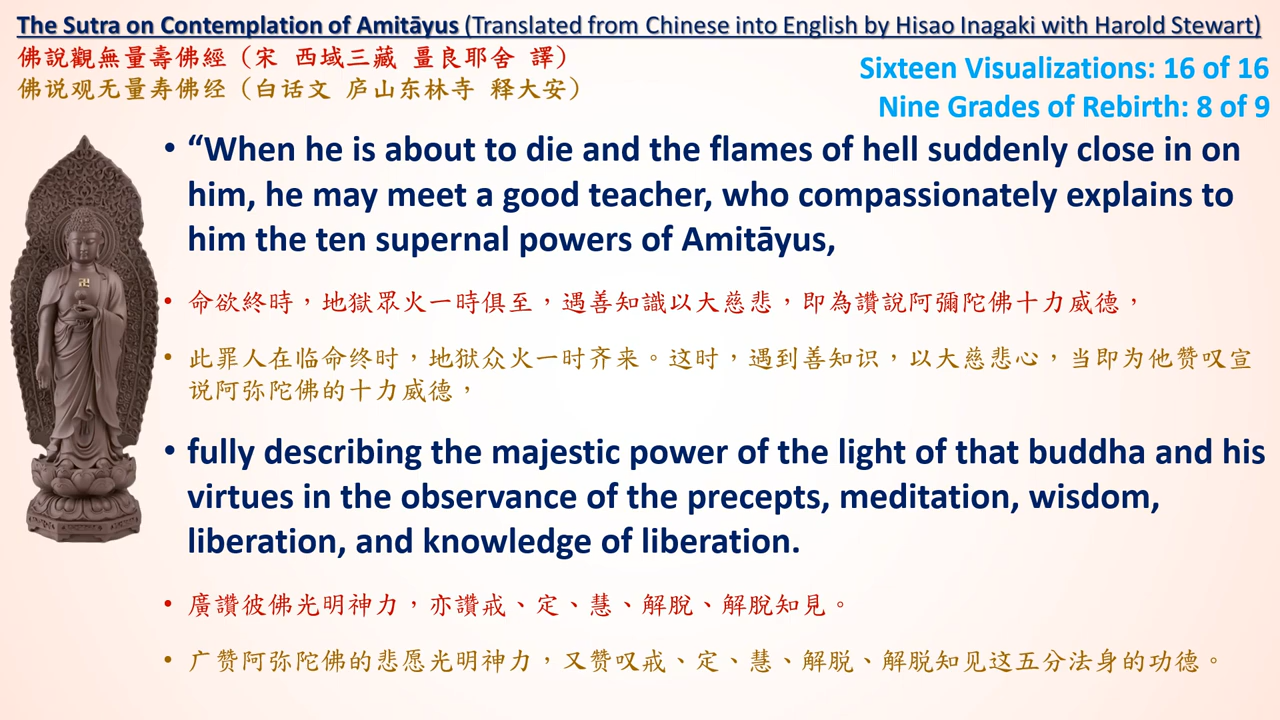 The Sutra on Contemplation of Amitāyus (Translated from Chinese into English by Hisao Inagaki with Harold Stewart)
佛說觀無量壽佛經（宋 西域三藏 畺良耶舍 譯）
佛说观无量寿佛经（白话文 庐山东林寺 释大安）
Sixteen Visualizations: 16 of 16
Nine Grades of Rebirth: 8 of 9
• “When he is about to die and the flames of hell suddenly close in on
him, he may meet a good teacher, who compassionately explains to
him the ten supernal powers of Amitāyus,
• 命欲終時，地獄眾火一時俱至，遇善知識以大慈悲，即為讚說阿彌陀佛十力威德，
• 此罪人在临命终时，地狱众火一时齐来。这时，遇到善知识，以大慈悲心，当即为他赞叹宣
说阿弥陀佛的十力威德，
• fully describing the majestic power of the light of that buddha and his
virtues in the observance of the precepts, meditation, wisdom,
liberation, and knowledge of liberation.
• 廣讚彼佛光明神力，亦讚戒、定、慧、解脫、解脫知見。
• 广赞阿弥陀佛的悲愿光明神力，又赞叹戒、定、慧、解脱、解脱知见这五分法身的功德。